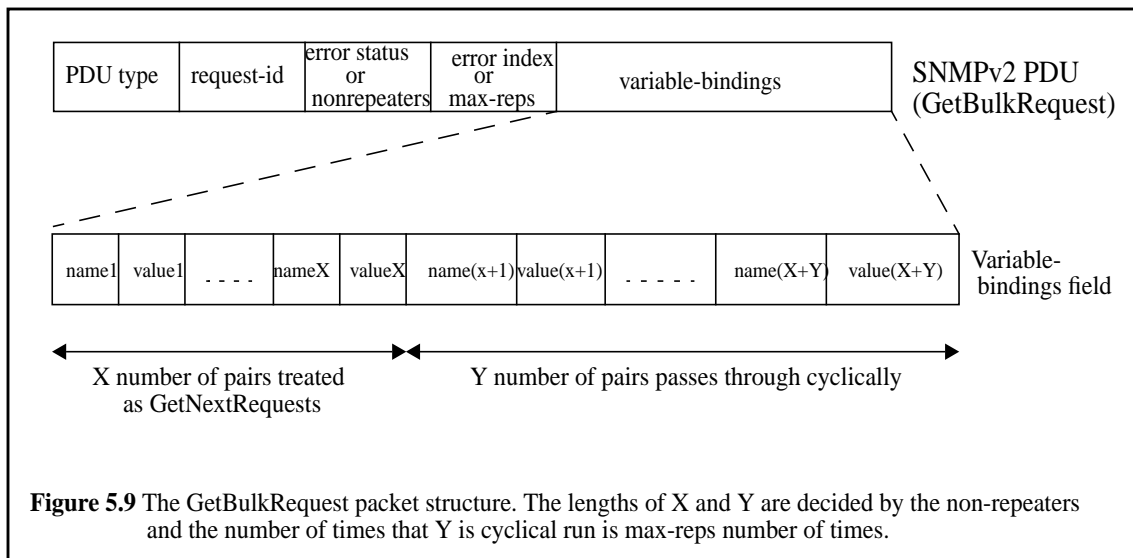 PDU type
request-id
error status
or
nonrepeaters
error index
or
max-reps
variable-bindings
SNMPv2 PDU
(GetBulkRequest)
name1
value1
- - - -
nameX
valueX
name(x+1)
value(x+1)
- - - - -
name(X+Y)
value(X+Y)
Variable-
bindings field
X number of pairs treated
as GetNextRequests
Y number of pairs passes through cyclically
Figure 5.9 The GetBulkRequest packet structure. The lengths of X and Y are decided by the non-repeaters
and the number of times that Y is cyclical run is max-reps number of times.